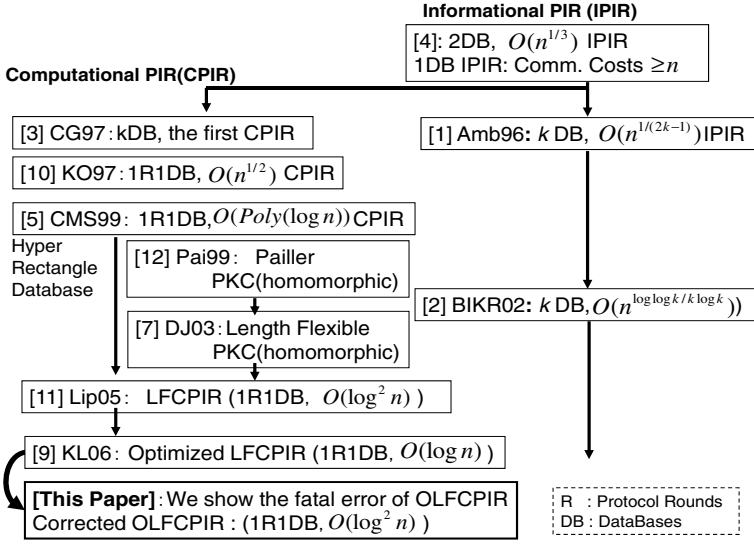 Informational PIR (IPIR)
[4]: 2DB, O(n^{1/3}) IPIR
1DB IPIR: Comm. Costs ≥n
Computational PIR(CPIR)
[3] CG97: kDB, the first CPIR
[1] Amb96: k DB, O(n^{1/(2k−1)})IPIR
[10] KO97: 1R1DB, O(n^{1/2}) CPIR
[5] CMS99: 1R1DB,O(Poly(log n))CPIR
Hyper
Rectangle
Database
[12] Pai99 : Pailler
PKC(homomorphic)
[2] BIKR02: k DB,O(n^{log log k/k log k}))
[7] DJ03: Length Flexible
PKC(homomorphic)
[11] Lip05: LFCPIR (1R1DB, O(log^2 n) )
[9] KL06: Optimized LFCPIR (1R1DB, O(log n) )
[This Paper]: We show the fatal error of OLFCPIR
Corrected OLFCPIR : (1R1DB, O(log^2 n) )
R : Protocol Rounds
DB : DataBases